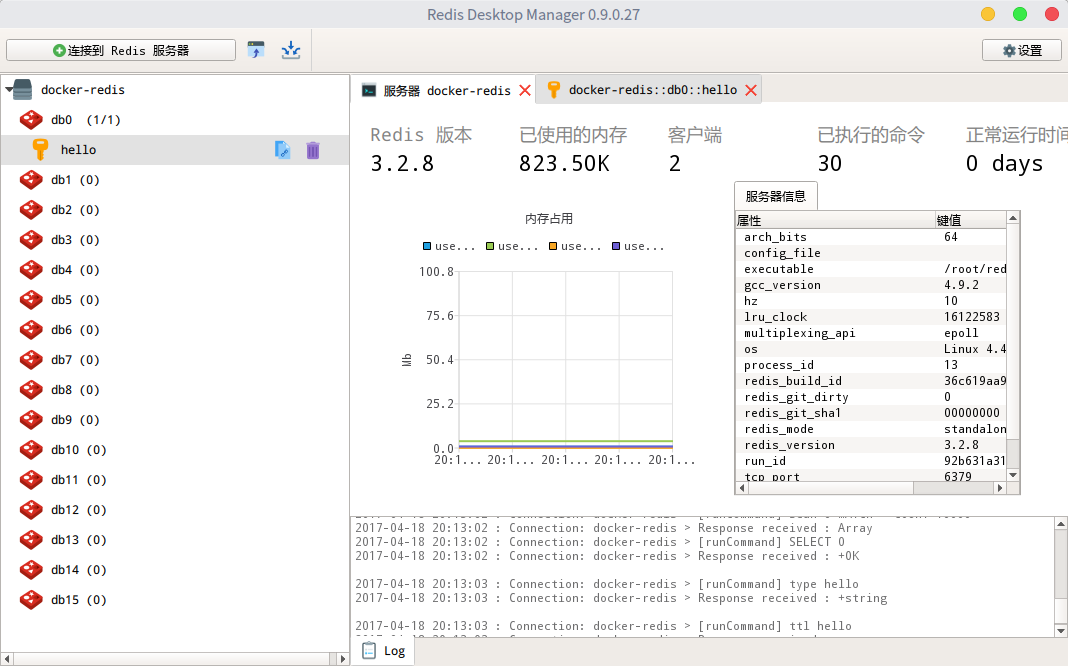 Redis Desktop Manager 0.9.0.27
连接到 Redis 服务器
设置
docker-redis
db0 (1/1)
hello
db1 (0)
db2 (0)
db3 (0)
db4 (0)
db5 (0)
db6 (0)
db7 (0)
db8 (0)
db9 (0)
db10 (0)
db11 (0)
db12 (0)
db13 (0)
db14 (0)
db15 (0)
服务器 docker-redis
docker-redis::db0::hello
Redis 版本 已使用的内存 客户端 已执行的命令 正常运行时间
3.2.8 823.50K 2 30 0 days
内存占用
use... use... use... use...
100.8
75.6
50.4
25.2
0.0
Mb
20:1... 20:1... 20:1... 20:1... 20:1...
服务器信息
属性 键值
arch_bits 64
config_file
executable /root/red
gcc_version 4.9.2
hz 10
lru_clock 16122583
multiplexing_api epoll
os Linux 4.4
process_id 13
redis_build_id 36c619aa9
redis_git_dirty 0
redis_git_sha1 00000000
redis_mode standalon
redis_version 3.2.8
run_id 92b631a31
tcp_port 6379
2017-04-18 20:13:02 : Connection: docker-redis > Response received : Array
2017-04-18 20:13:02 : Connection: docker-redis > [runCommand] SELECT 0
2017-04-18 20:13:02 : Connection: docker-redis > Response received : +OK
2017-04-18 20:13:03 : Connection: docker-redis > [runCommand] type hello
2017-04-18 20:13:03 : Connection: docker-redis > Response received : +string
2017-04-18 20:13:03 : Connection: docker-redis > [runCommand] ttl hello
Log